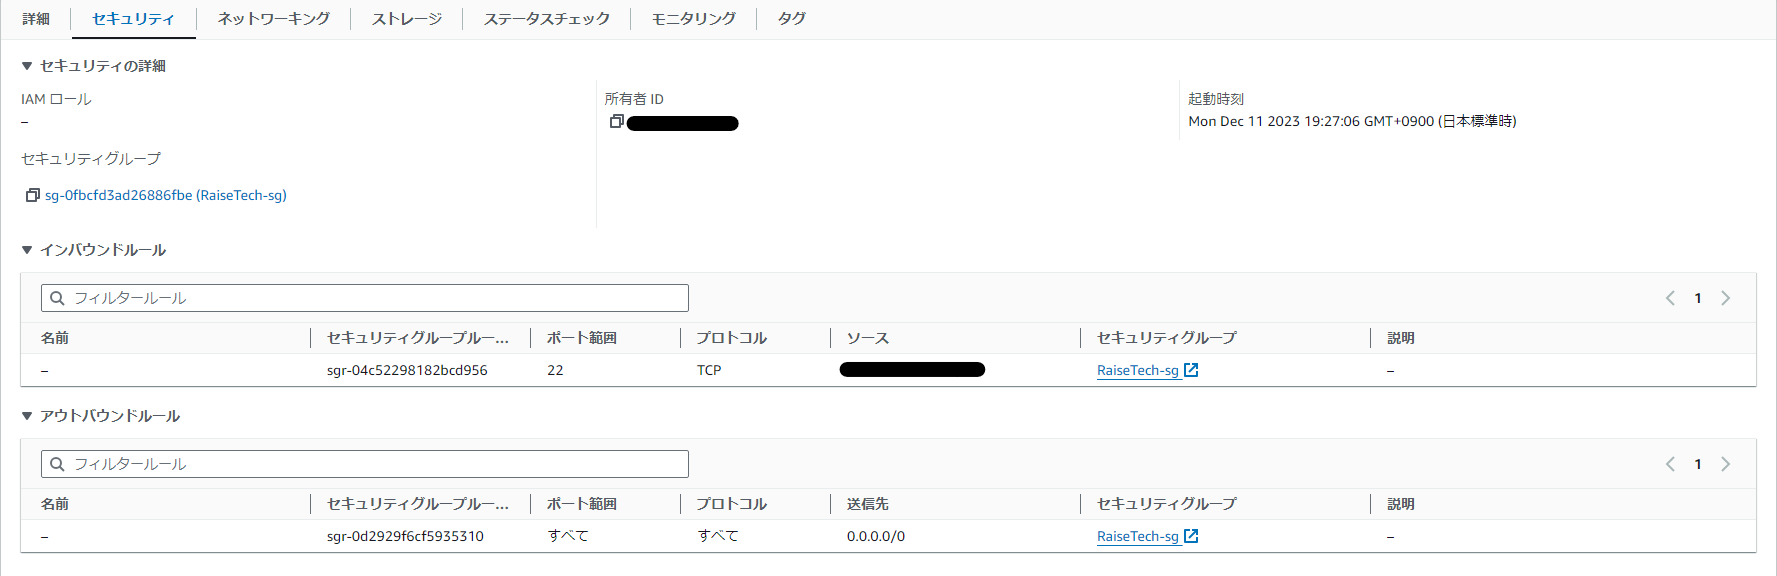 詳細 セキュリティ ネットワーキング ストレージ ステータスチェック モニタリング タグ
▼ セキュリティの詳細
IAM ロール
–
所有者 ID
起動時刻
Mon Dec 11 2023 19:27:06 GMT+0900 (日本標準時)
セキュリティグループ
sg-0fbcfd3ad26886fbe (RaiseTech-sg)
▼ インバウンドルール
フィルタールール
1
名前 セキュリティグループルー... ポート範囲 プロトコル ソース セキュリティグループ 説明
– sgr-04c52298182bcd956 22 TCP RaiseTech-sg –
▼ アウトバウンドルール
フィルタールール
1
名前 セキュリティグループルー... ポート範囲 プロトコル 送信先 セキュリティグループ 説明
– sgr-0d2929f6cf5935310 すべて すべて 0.0.0.0/0 RaiseTech-sg –